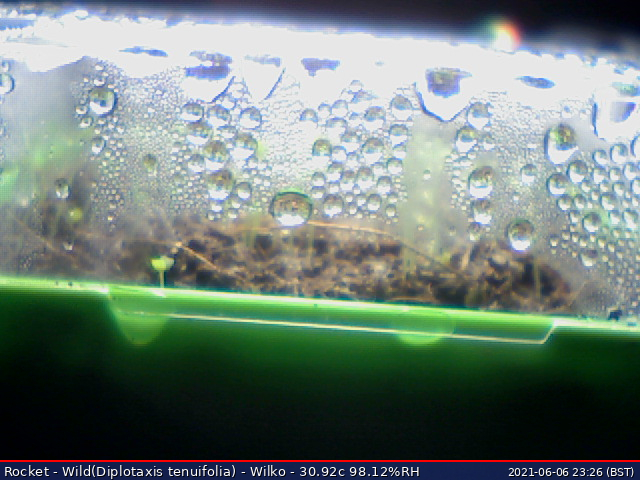 Rocket - Wild(Diplotaxis tenuifolia) - Wilko - 30.92c 98.12%RH 2021-06-06 23:26 (BST)